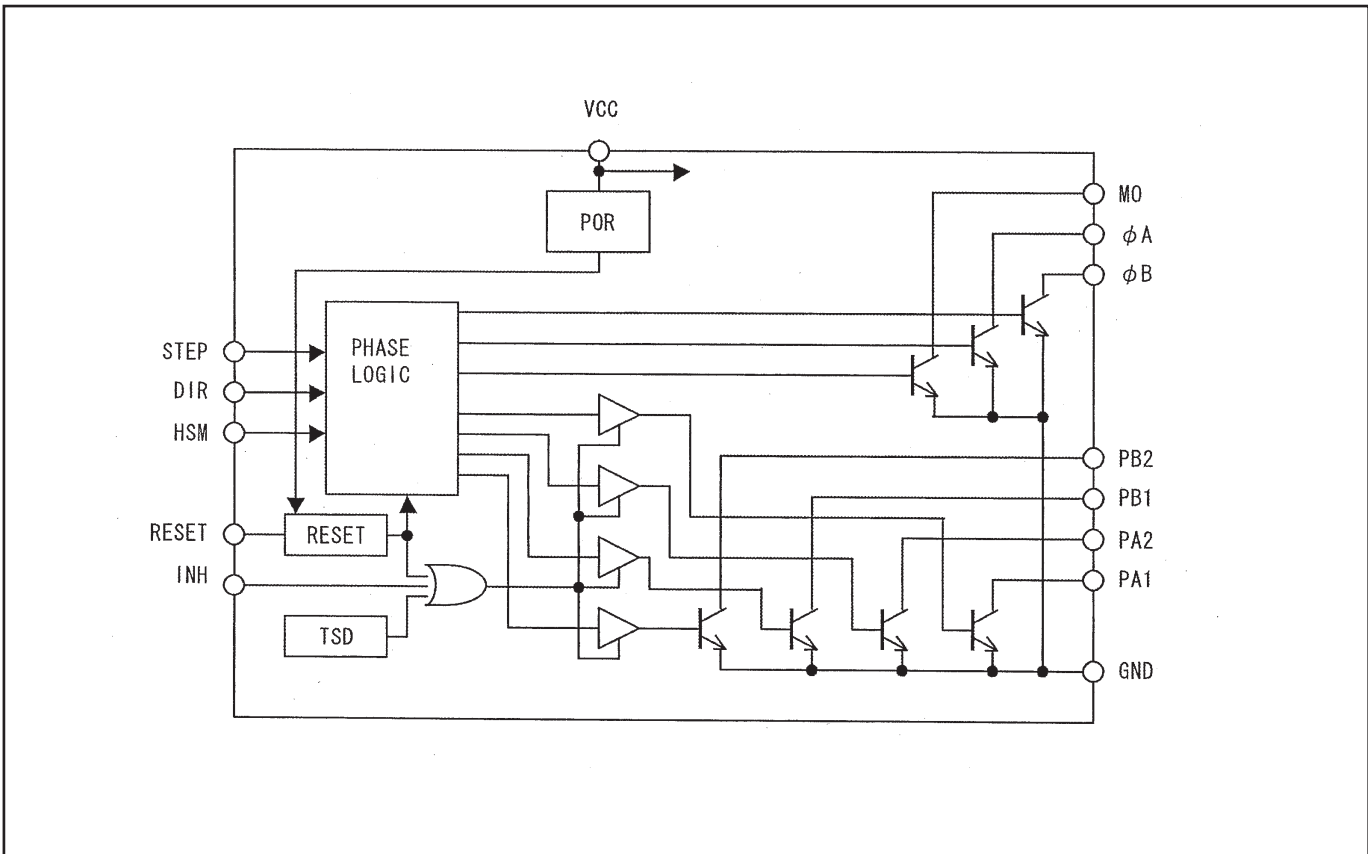 VCC
POR
MO
φA
φB
STEP
DIR
HSM
PHASE
LOGIC
PB2
PB1
PA2
PA1
RESET
RESET
INH
TSD
GND